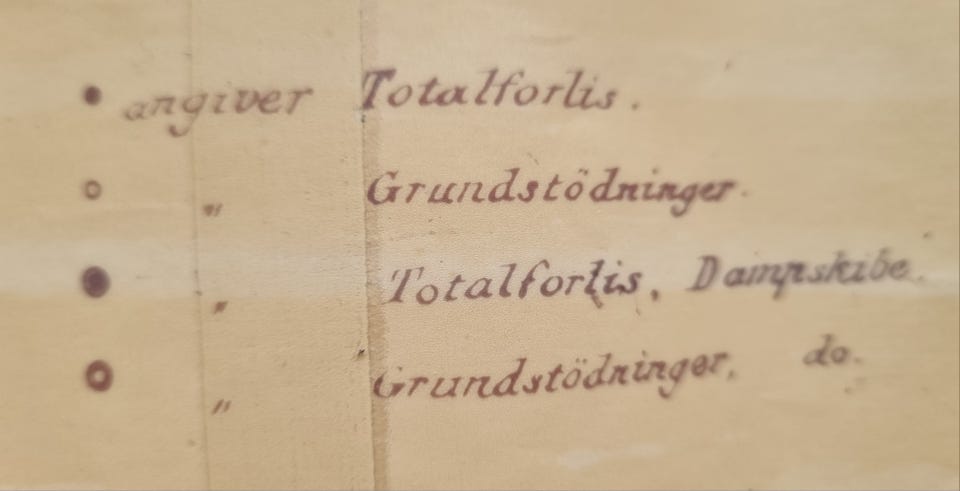 angiver Totalforlis.
" Grundstödninger.
" Totalforlis, Dampskibe.
" Grundstödninger, do.